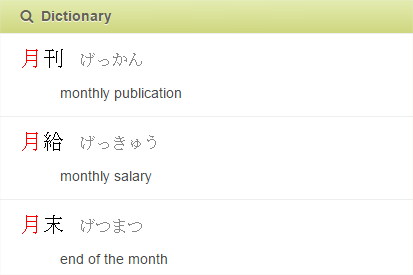 Dictionary
月刊 げっかん
monthly publication
月給 げっきゅう
monthly salary
月末 げつまつ
end of the month